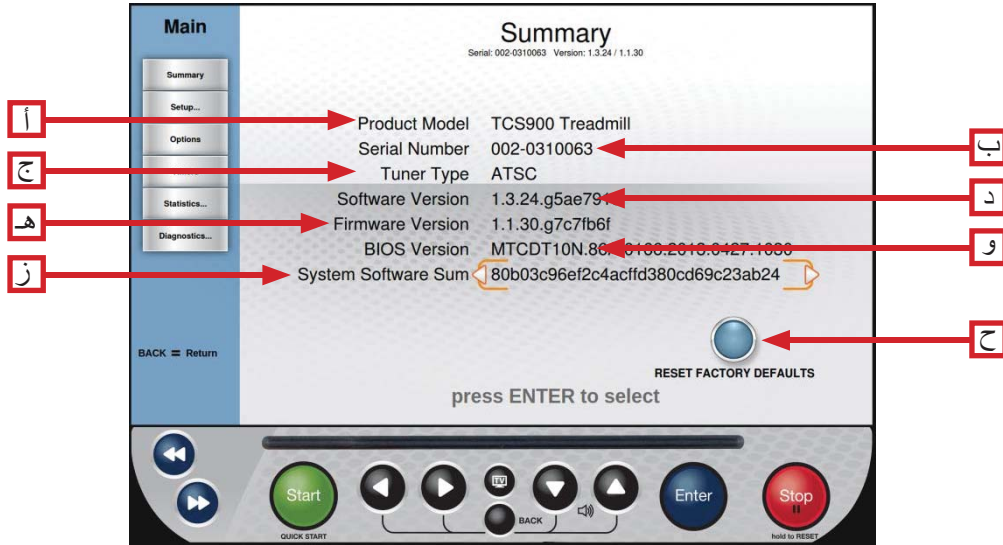 Main
Summary
Serial: 002-0310063 Version: 1.3.24 / 1.1.30
Summary
Setup...
Options
Statistics...
Diagnostics...
BACK = Return
Product Model TCS900 Treadmill
Serial Number 002-0310063
Tuner Type ATSC
Software Version
Firmware Version 1.1.30.g7c7fb6f
BIOS Version
System Software Sum 80b03c96ef2c4acffd380cd69c23ab24
RESET FACTORY DEFAULTS
press ENTER to select
أ
ب
ج
د
هـ
و
ز
ح
Start
QUICK START
TV
BACK
Enter
Stop
hold to RESET